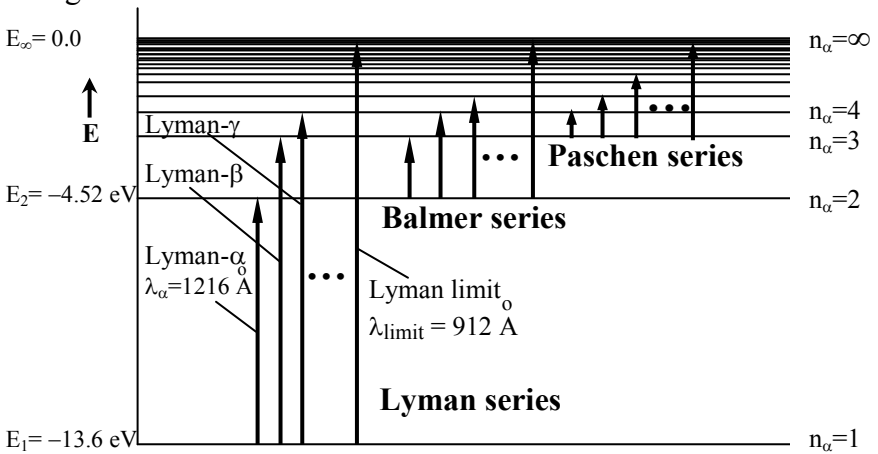 E∞= 0.0
nα=∞
E
Lyman-γ
nα=4
nα=3
Paschen series
Lyman-β
E2= –4.52 eV
nα=2
Balmer series
Lyman-α
λα=1216 Å
Lyman limit
λlimit = 912 Å
Lyman series
E1= –13.6 eV
nα=1